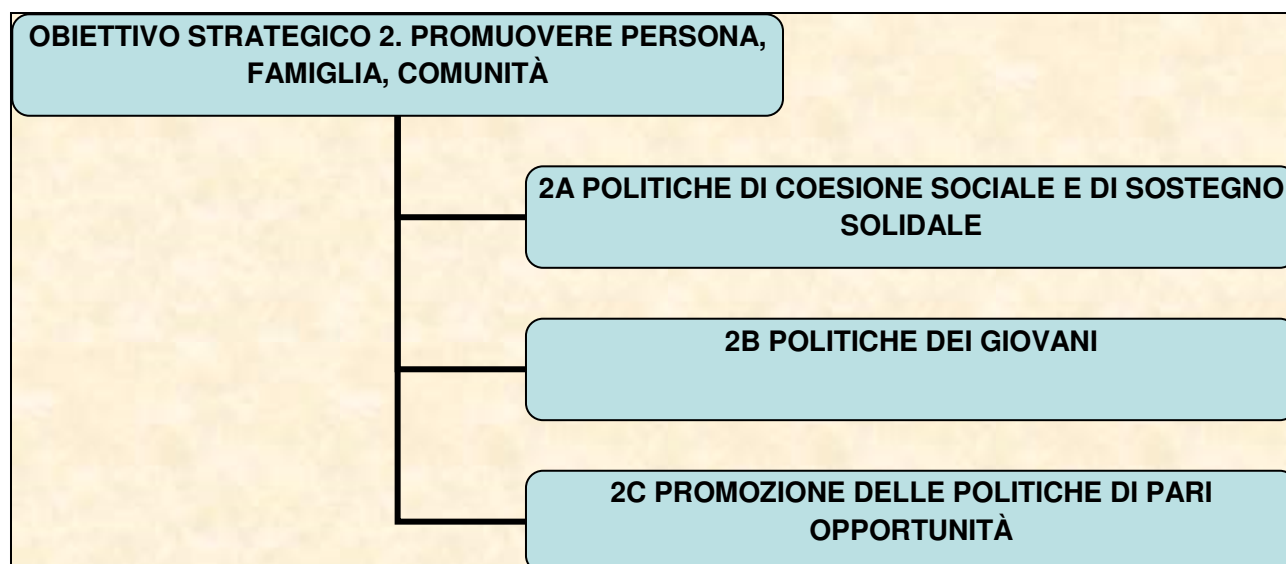 OBIETTIVO STRATEGICO 2. PROMUOVERE PERSONA,
FAMIGLIA, COMUNITÀ
2A POLITICHE DI COESIONE SOCIALE E DI SOSTEGNO
SOLIDALE
2B POLITICHE DEI GIOVANI
2C PROMOZIONE DELLE POLITICHE DI PARI
OPPORTUNITÀ